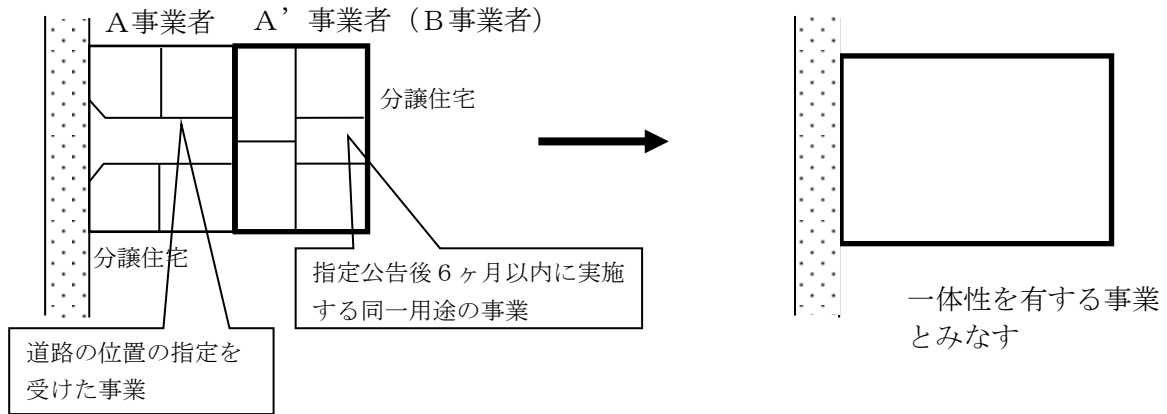 A事業者 A’事業者(B事業者)
分譲住宅
分譲住宅
指定公告後6ヶ月以内に実施
する同一用途の事業
道路の位置の指定を
受けた事業
一体性を有する事業
とみなす